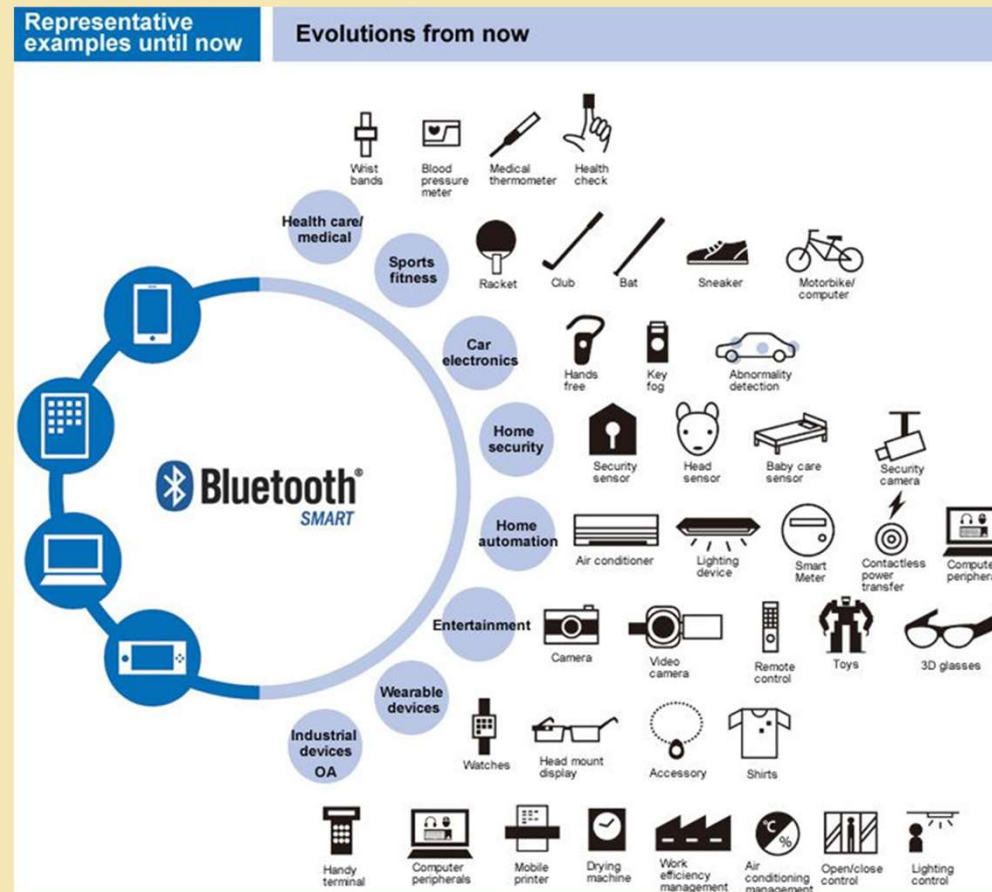 Representative
examples until now
Evolutions from now
Wrist
bands
Blood
pressure
meter
Medical
thermometer
Health
check
Health care/
medical
Sports
fitness
Racket
Club
Bat
Sneaker
Motorbike/
computer
Car
electronics
Hands
free
Key
fog
Abnormality
detection
Home
security
Security
sensor
Head
sensor
Baby care
sensor
Security
camera
Bluetooth®
SMART
Home
automation
Air conditioner
Lighting
device
Smart
Meter
Contactless
power
transfer
Compute
periphera
Entertainment
Camera
Video
camera
Remote
control
Toys
3D glasses
Wearable
devices
Watches
Head mount
display
Accessory
Shirts
Industrial
devices
OA
Handy
terminal
Computer
peripherals
Mobile
printer
Drying
machine
Work
efficiency
management
°C
%
Air
conditioning
management
Open/close
control
Lighting
control